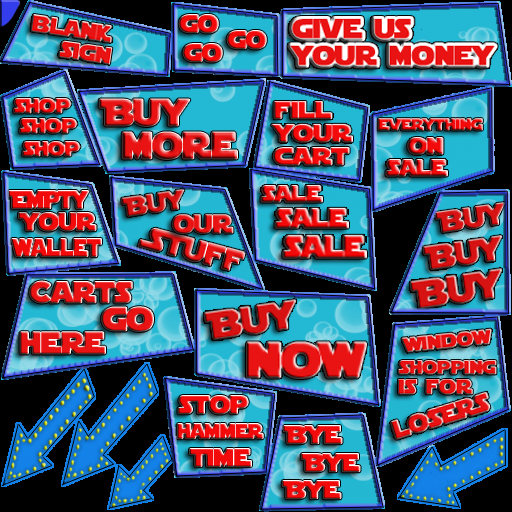 BLANK
SIGN
GO
GO GO
GIVE US
YOUR MONEY
SHOP
SHOP
SHOP
BUY
MORE
FILL
YOUR
CART
EVERYTHING
ON
SALE
EMPTY
YOUR
WALLET
BUY
OUR
STUFF
SALE
SALE
SALE
BUY
BUY
BUY
CARTS
GO
HERE
BUY
NOW
WINDOW
SHOPPING
IS FOR
LOSERS
STOP
HAMMER
TIME
BYE
BYE
BYE